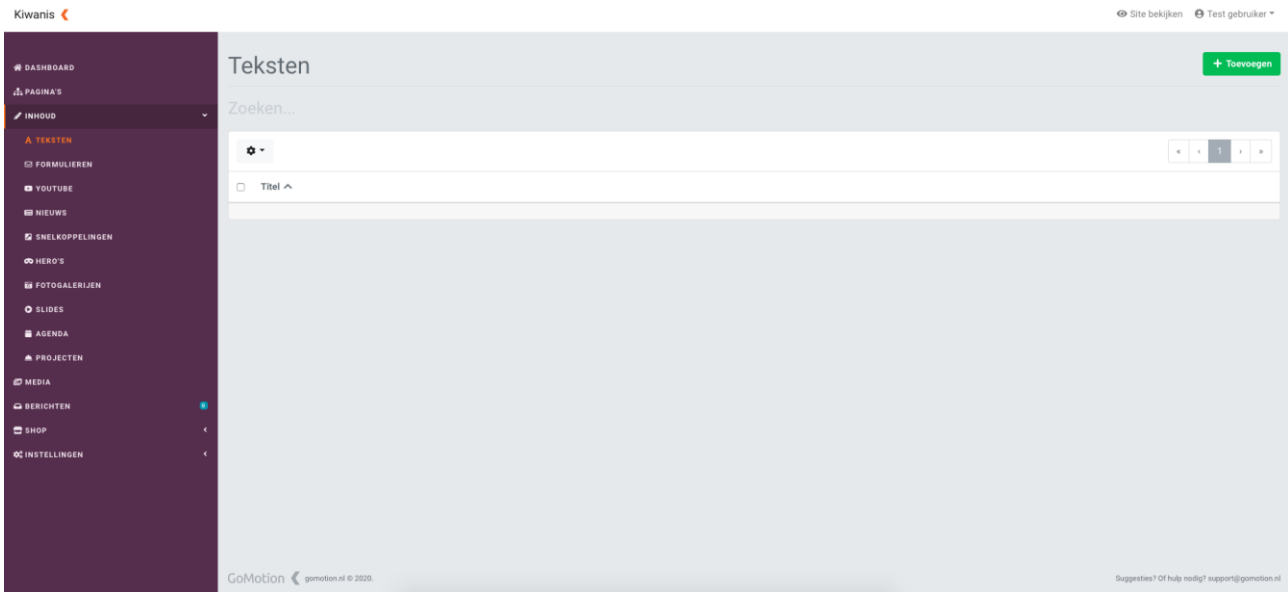 Kiwanis
Site bekijken
Test gebruiker
DASHBOARD
PAGINA'S
INHOUD
TEKSTEN
FORMULIEREN
YOUTUBE
NIEUWS
SNELKOPPELINGEN
HERO'S
FOTOGALERIJEN
SLIDES
AGENDA
PROJECTEN
MEDIA
BERICHTEN 0
SHOP
INSTELLINGEN
Teksten
+ Toevoegen
Zoeken...
« ‹ 1 › »
Titel
GoMotion gomotion.nl © 2020.
Suggesties? Of hulp nodig? support@gomotion.nl